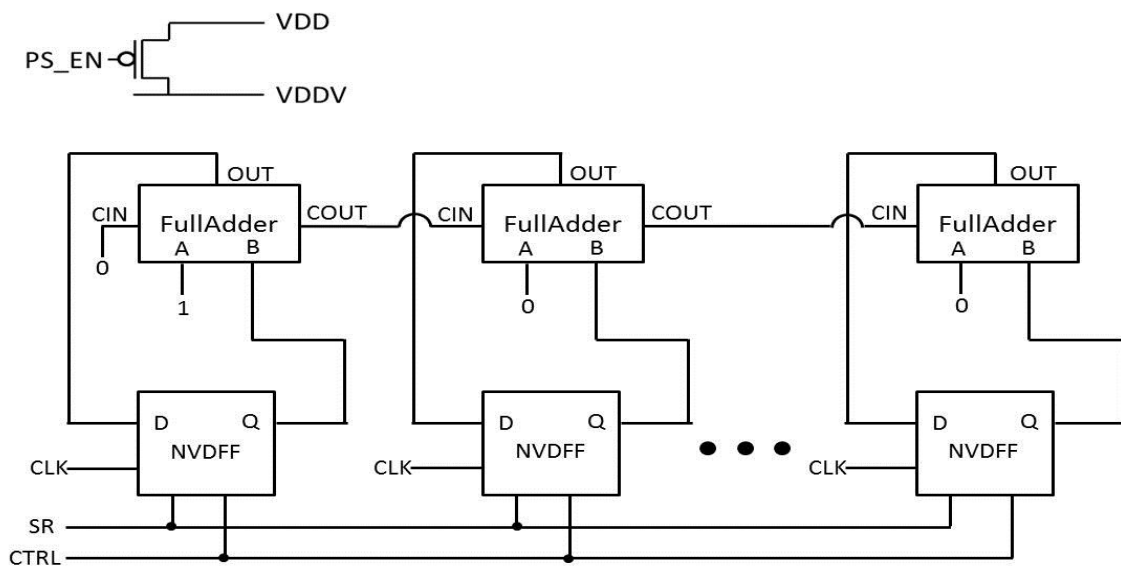 VDD
PS_EN
VDDV
OUT OUT OUT
CIN FullAdder COUT CIN FullAdder COUT CIN FullAdder
A B A B A B
0 1 0 0
D Q D Q D Q
NVDFF NVDFF NVDFF
CLK CLK CLK
SR
CTRL